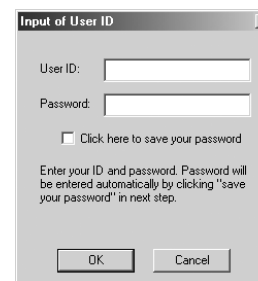 Input of User ID
User ID:
Password:
Click here to save your password
Enter your ID and password. Password will
be entered automatically by clicking "save
your password" in next step.
OK Cancel